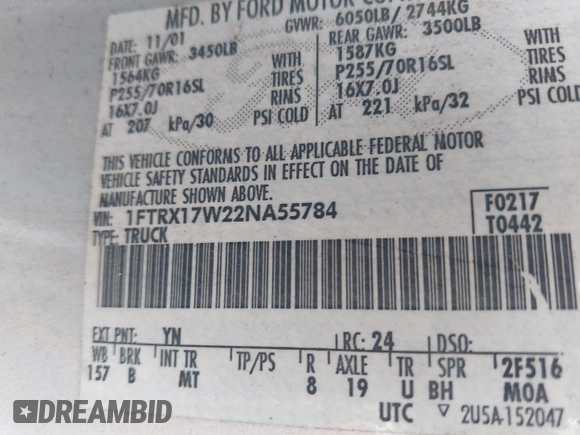 MFD. BY FORD MOTOR
DATE: 11/01 GVWR: 6050LB/ 2744KG
FRONT GAWR: 3450LB REAR GAWR: 3500LB
1564KG WITH 1587KG WITH
P255/70R16SL TIRES P255/70R16SL TIRES
16X7.0J RIMS 16X7.0J RIMS
AT 207 kPa/30 PSI COLD AT 221 kPa/32 PSI COLD
THIS VEHICLE CONFORMS TO ALL APPLICABLE FEDERAL MOTOR
VEHICLE SAFETY STANDARDS IN EFFECT ON THE DATE OF
MANUFACTURE SHOWN ABOVE.
VIN: 1FTRX17W22NA55784 F0217
TYPE: TRUCK T0442
EXT PNT: YN RC: 24 DSO:
WB BRK INT TR TP/PS R AXLE TR SPR 2F516
157 B MT 8 19 U BH MOA
UTC ▽ 2U5A-152047
DREAMBID